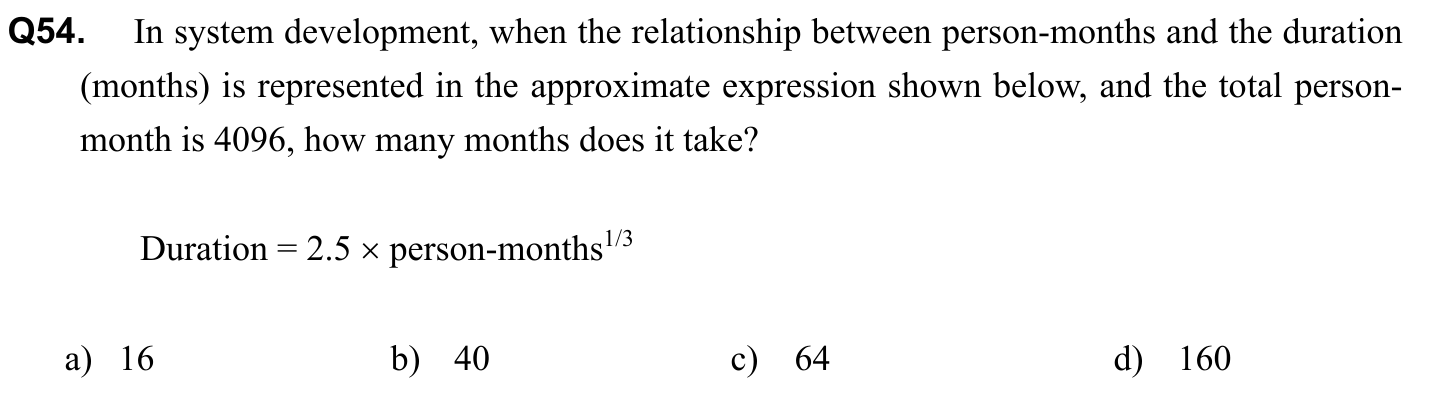 Q54. In system development, when the relationship between person-months and the duration
(months) is represented in the approximate expression shown below, and the total person-
month is 4096, how many months does it take?
Duration = 2.5 × person-months^{1/3}
a) 16 b) 40 c) 64 d) 160